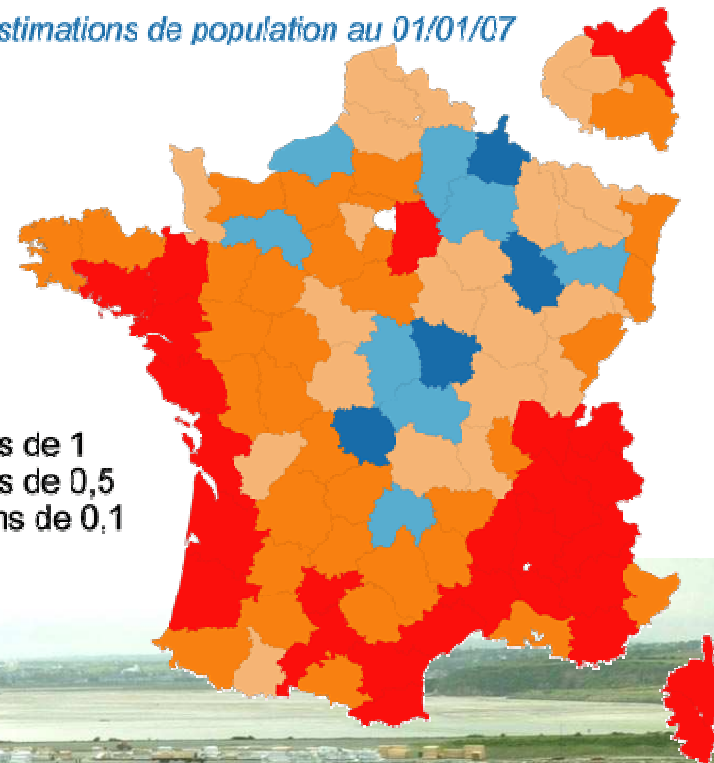 stimations de population au 01/01/07
s de 1
s de 0,5
ns de 0,1